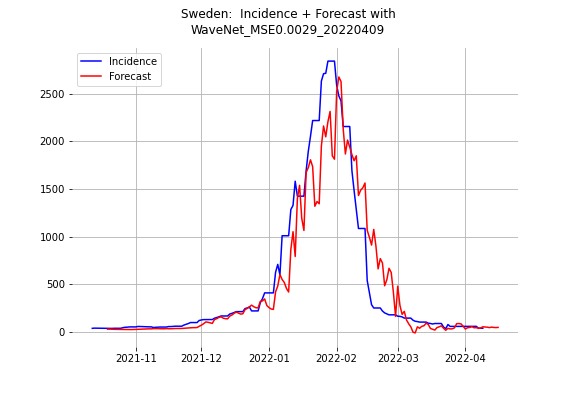 Sweden:  Incidence + Forecast with
WaveNet_MSE0.0029_20220409
Incidence
Forecast
2500
2000
1500
1000
500
0
2021-11 2021-12 2022-01 2022-02 2022-03 2022-04